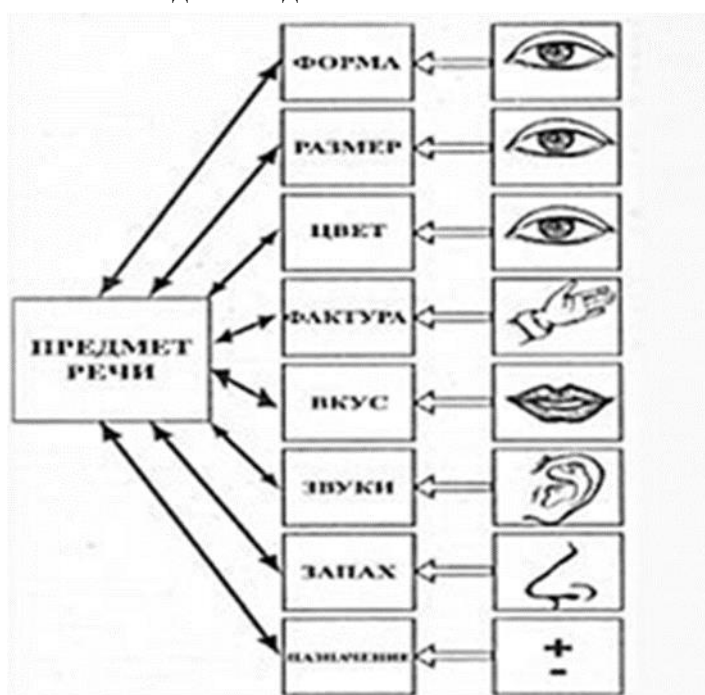 ФОРМА
РАЗМЕР
ЦВЕТ
ПРЕДМЕТ
РЕЧИ
ФАКТУРА
ВКУС
ЗВУКИ
ЗАПАХ
НАЗНАЧЕНИЕ
+
-